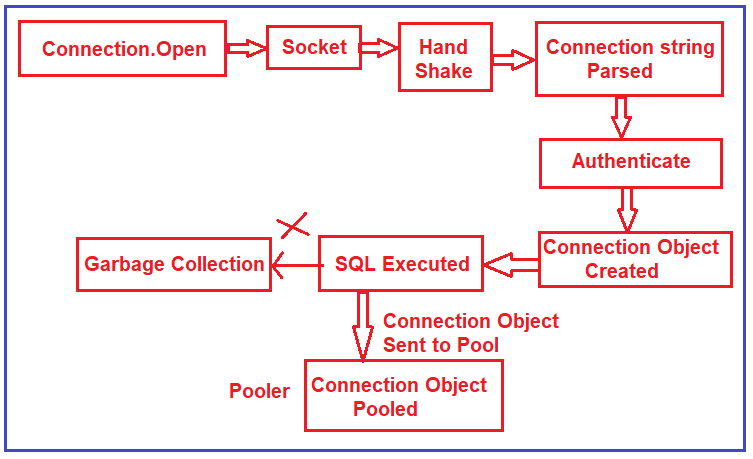 Connection.Open
Socket
Hand
Shake
Connection string
Parsed
Authenticate
Connection Object
Created
SQL Executed
Garbage Collection
Connection Object
Sent to Pool
Pooler
Connection Object
Pooled